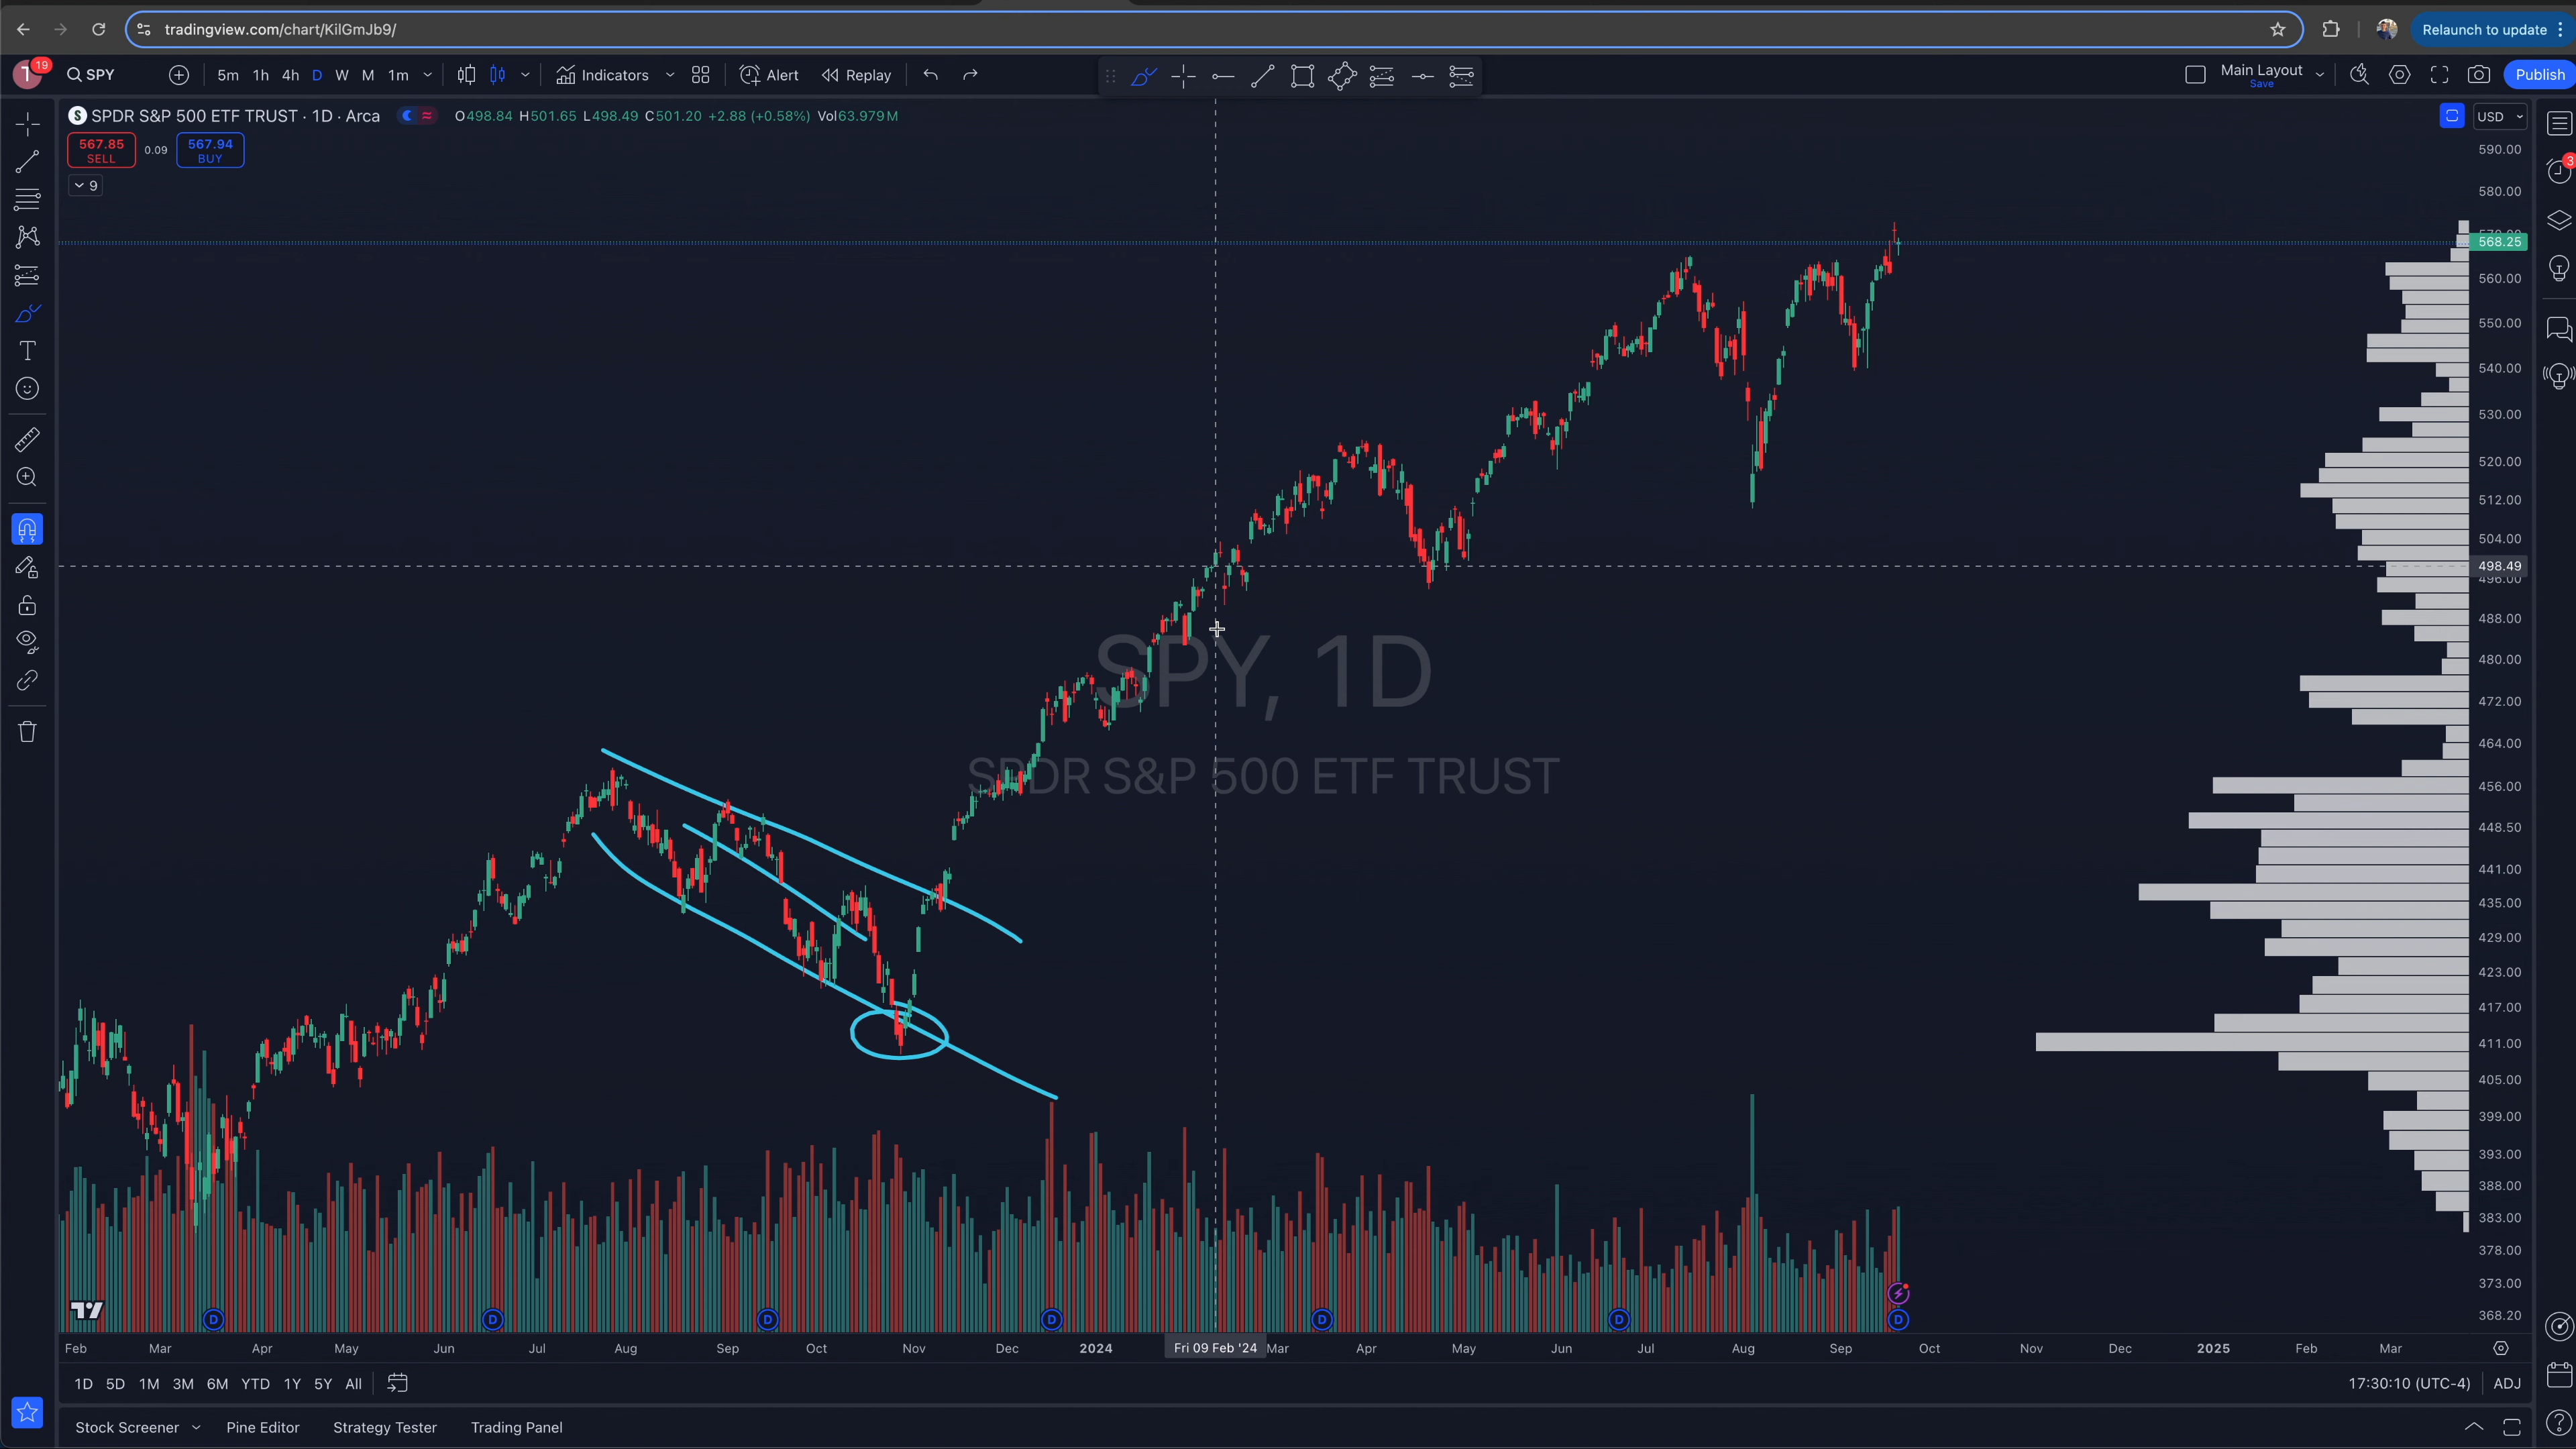 tradingview.com/chart/KilGmJb9/
Relaunch to update
19
SPY
5m 1h 4h D W M 1m
Indicators
Alert
Replay
Main Layout
Save
Publish
SPDR S&P 500 ETF TRUST · 1D · Arca
O498.84 H501.65 L498.49 C501.20 +2.88 (+0.58%) Vol63.979M
USD
567.85
SELL
0.09
567.94
BUY
9
3
590.00
580.00
568.25
560.00
550.00
540.00
530.00
520.00
512.00
504.00
498.49
496.00
488.00
480.00
472.00
464.00
456.00
448.50
441.00
435.00
429.00
423.00
417.00
411.00
405.00
399.00
393.00
388.00
383.00
378.00
373.00
368.20
SPY, 1D
SPDR S&P 500 ETF TRUST
D D D D D D D
Feb Mar Apr May Jun Jul Aug Sep Oct Nov Dec 2024 Fri 09 Feb '24 Mar Apr May Jun Jul Aug Sep Oct Nov Dec 2025 Feb Mar
1D 5D 1M 3M 6M YTD 1Y 5Y All
17:30:10 (UTC-4) ADJ
Stock Screener Pine Editor Strategy Tester Trading Panel